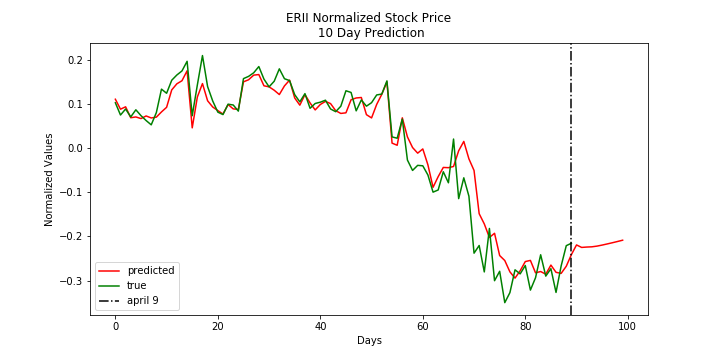 ERII Normalized Stock Price
10 Day Prediction
Normalized Values
0.2
0.1
0.0
−0.1
−0.2
−0.3
predicted
true
april 9
0 20 40 60 80 100
Days